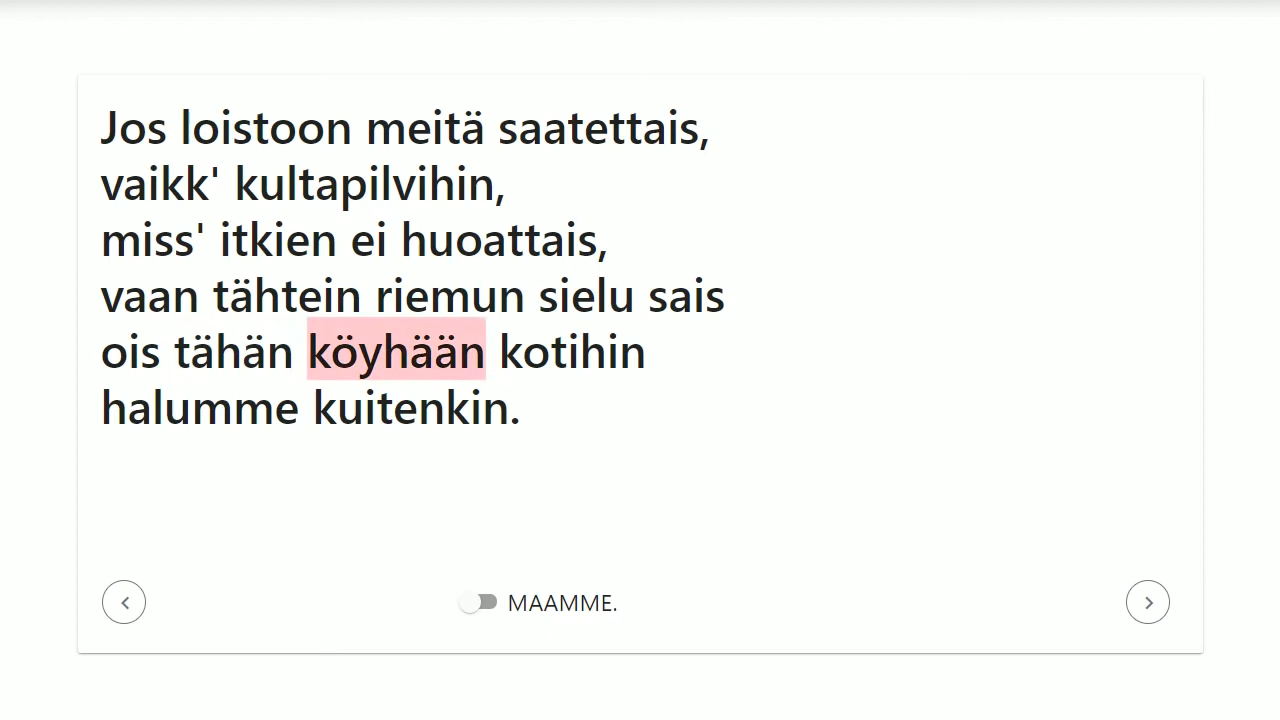 Jos loistoon meitä saatettais,
vaikk' kultapilvihin,
miss' itkien ei huoattais,
vaan tähtein riemun sielu sais
ois tähän köyhään kotihin
halumme kuitenkin.
MAAMME.